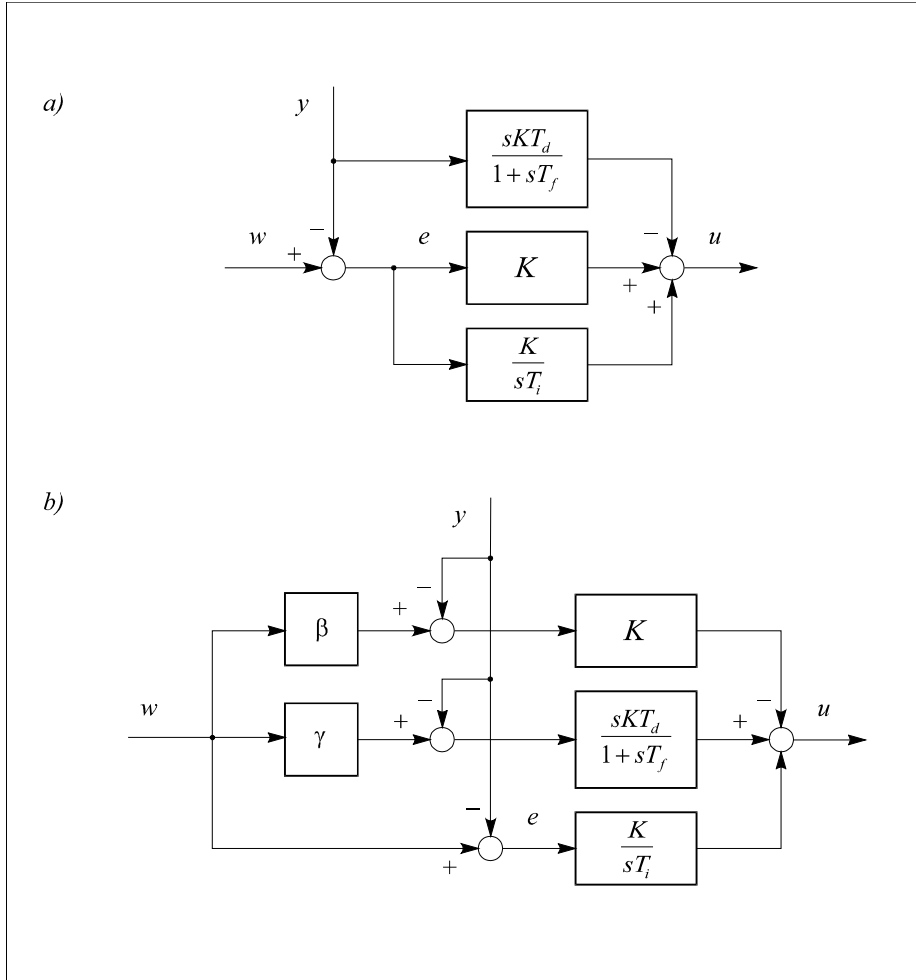 a)
y
sKT_d
1 + sT_f
−
−
w
e
u
+
K
+
+
K
sT_i
b)
y
−
+
β
K
w
−
−
u
γ
+
sKT_d
1 + sT_f
+
−
e
K
sT_i
+